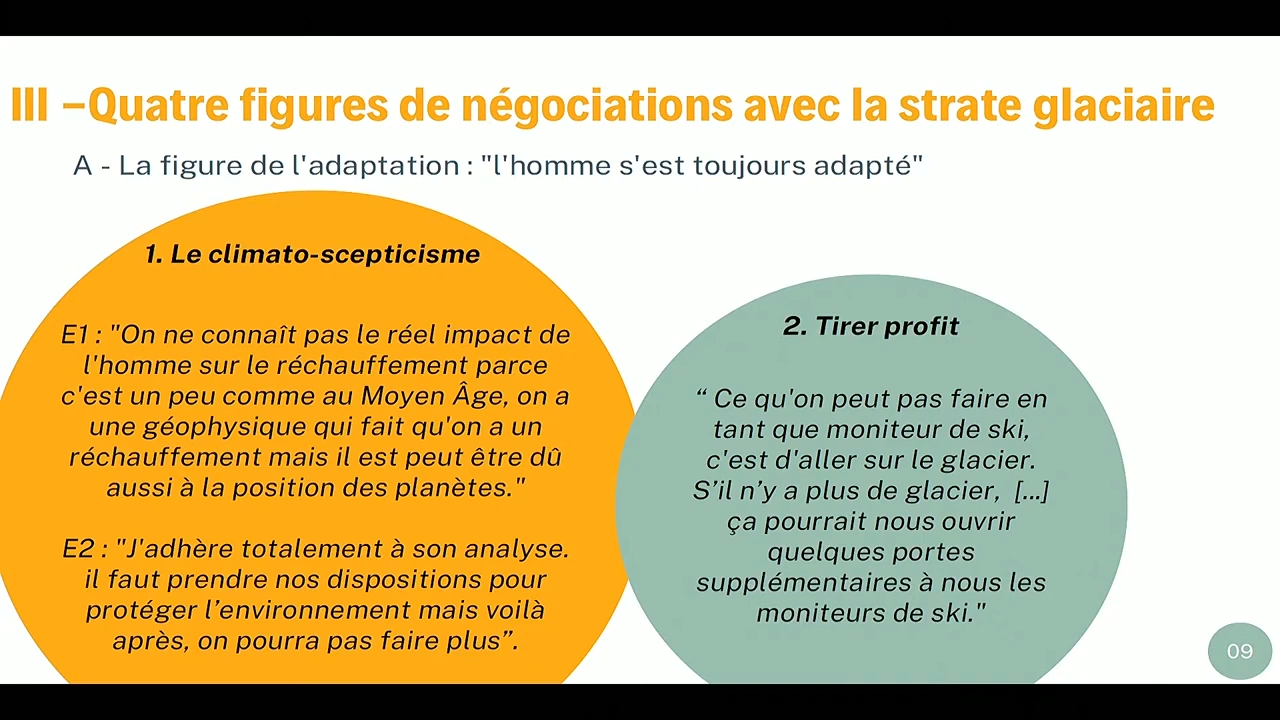 III –Quatre figures de négociations avec la strate glaciaire
A - La figure de l'adaptation : "l'homme s'est toujours adapté"
1. Le climato-scepticisme
E1 : "On ne connaît pas le réel impact de
l'homme sur le réchauffement parce
c'est un peu comme au Moyen Âge, on a
une géophysique qui fait qu'on a un
réchauffement mais il est peut être dû
aussi à la position des planètes."
E2 : "J'adhère totalement à son analyse.
il faut prendre nos dispositions pour
protéger l’environnement mais voilà
après, on pourra pas faire plus”.
2. Tirer profit
“ Ce qu'on peut pas faire en
tant que moniteur de ski,
c'est d'aller sur le glacier.
S’il n’y a plus de glacier, [...]
ça pourrait nous ouvrir
quelques portes
supplémentaires à nous les
moniteurs de ski."
09